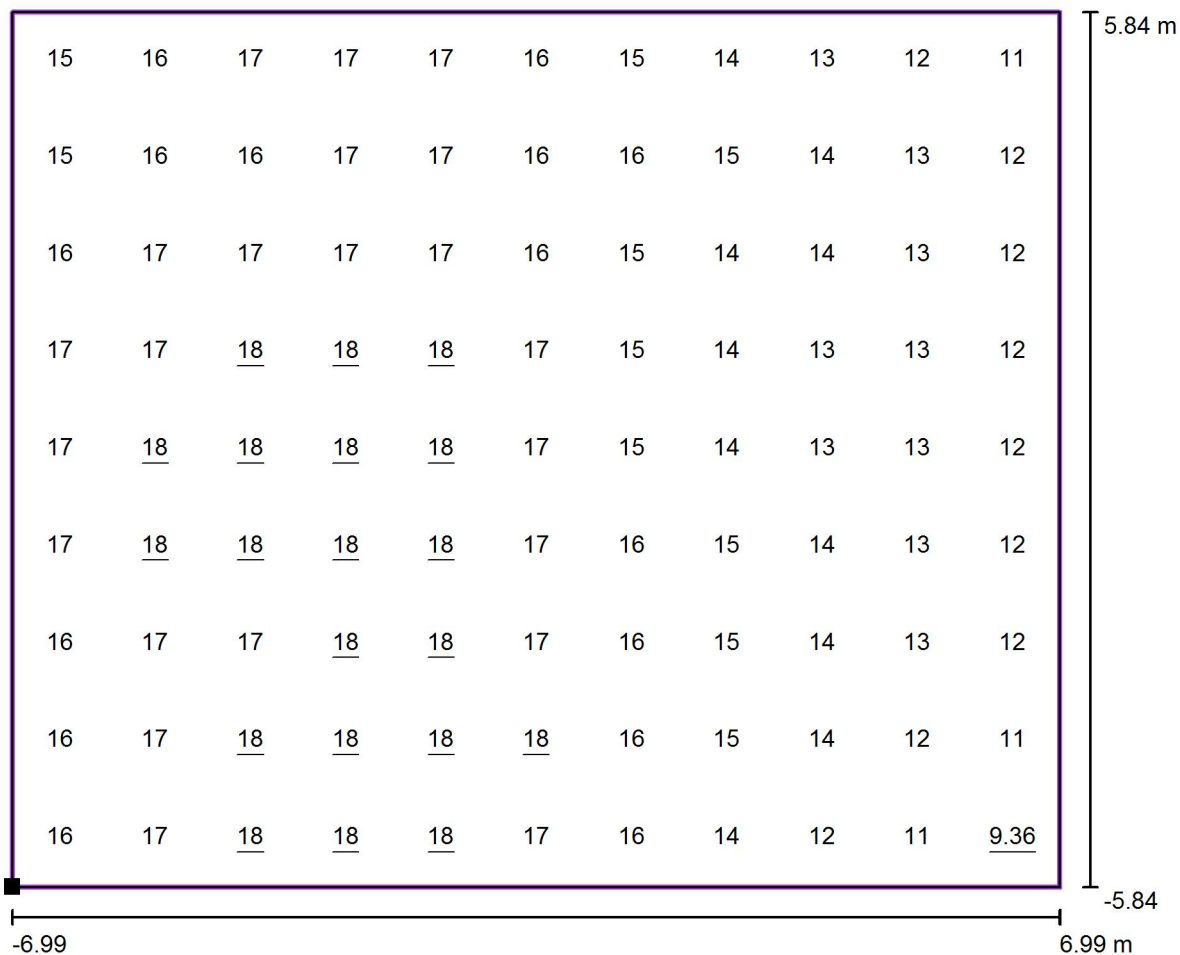 5.84 m
15 16 17 17 17 16 15 14 13 12 11
15 16 16 17 17 16 16 15 14 13 12
16 17 17 17 17 16 15 14 14 13 12
17 17 18 18 18 17 15 14 13 13 12
17 18 18 18 18 17 15 14 13 13 12
17 18 18 18 18 17 16 15 14 13 12
16 17 17 18 18 17 16 15 14 13 12
16 17 18 18 18 18 16 15 14 12 11
16 17 18 18 18 17 16 14 12 11 9.36
-5.84
-6.99 6.99 m